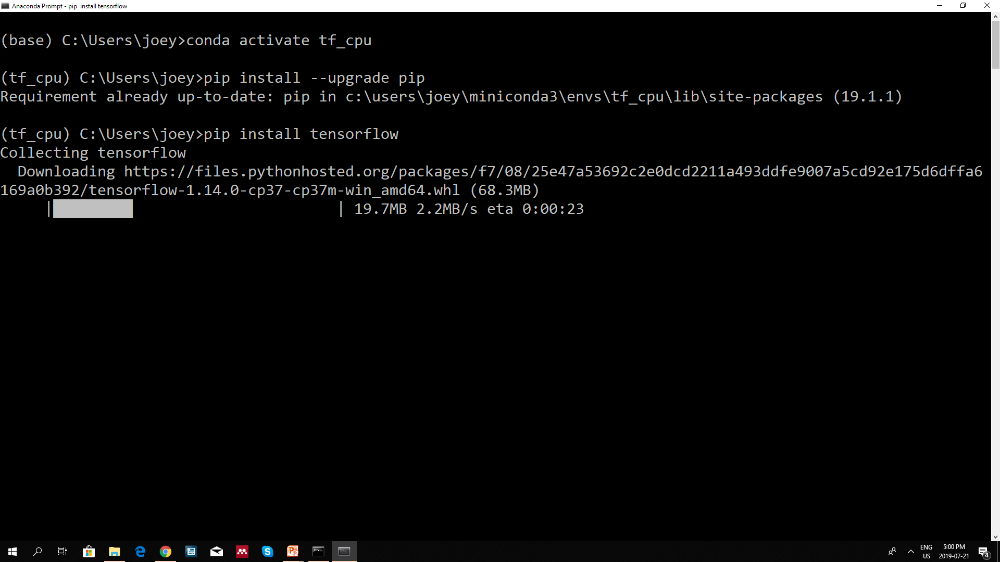 Anaconda Prompt - pip  install tensorflow
(base) C:\Users\joey>conda activate tf_cpu
(tf_cpu) C:\Users\joey>pip install --upgrade pip
Requirement already up-to-date: pip in c:\users\joey\miniconda3\envs\tf_cpu\lib\site-packages (19.1.1)
(tf_cpu) C:\Users\joey>pip install tensorflow
Collecting tensorflow
  Downloading https://files.pythonhosted.org/packages/f7/08/25e47a53692c2e0dcd2211a493ddfe9007a5cd92e175d6dffa6
169a0b392/tensorflow-1.14.0-cp37-cp37m-win_amd64.whl (68.3MB)
| | 19.7MB 2.2MB/s eta 0:00:23
ENG 5:00 PM
US 2019-07-21 4